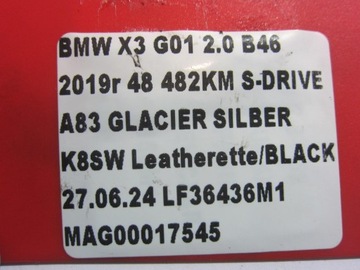 BMW X3 G01 2.0 B46
2019r 48 482KM S-DRIVE
A83 GLACIER SILBER
K8SW Leatherette/BLACK
27.06.24 LF36436M1
MAG00017545